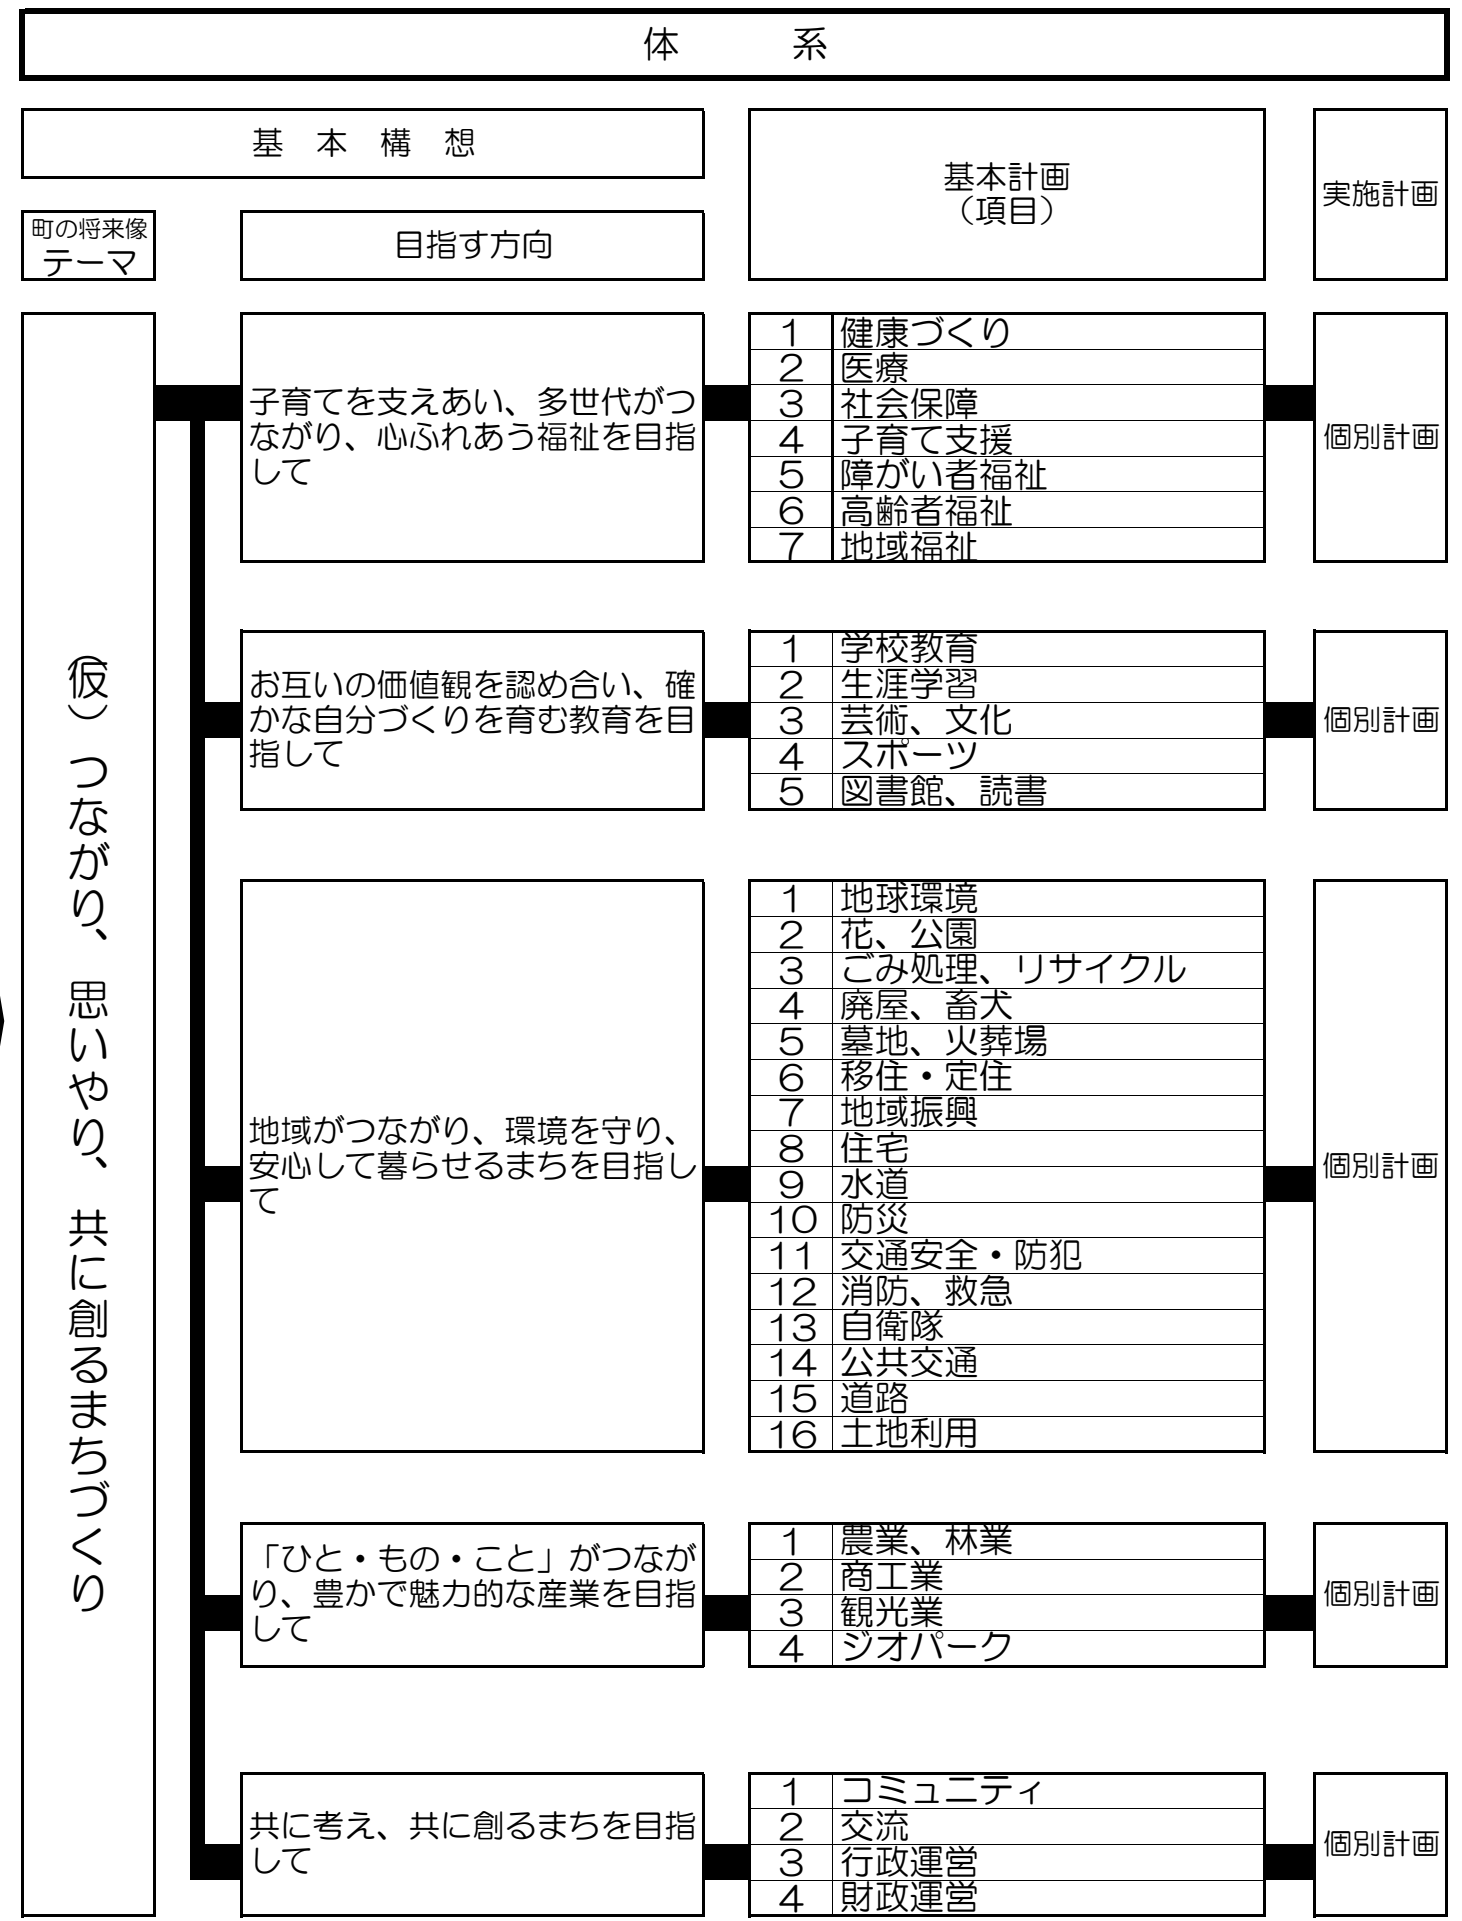 体　系
基 本 構 想
基本計画
（項目）
実施計画
町の将来像
テーマ
目指す方向
（仮）つながり、思いやり、共に創るまちづくり
子育てを支えあい、多世代がつ
ながり、心ふれあう福祉を目指
して
1 健康づくり
2 医療
3 社会保障
4 子育て支援
5 障がい者福祉
6 高齢者福祉
7 地域福祉
個別計画
お互いの価値観を認め合い、確
かな自分づくりを育む教育を目
指して
1 学校教育
2 生涯学習
3 芸術、文化
4 スポーツ
5 図書館、読書
個別計画
地域がつながり、環境を守り、
安心して暮らせるまちを目指し
て
1 地球環境
2 花、公園
3 ごみ処理、リサイクル
4 廃屋、畜犬
5 墓地、火葬場
6 移住・定住
7 地域振興
8 住宅
9 水道
10 防災
11 交通安全・防犯
12 消防、救急
13 自衛隊
14 公共交通
15 道路
16 土地利用
個別計画
「ひと・もの・こと」がつなが
り、豊かで魅力的な産業を目指
して
1 農業、林業
2 商工業
3 観光業
4 ジオパーク
個別計画
共に考え、共に創るまちを目指
して
1 コミュニティ
2 交流
3 行政運営
4 財政運営
個別計画